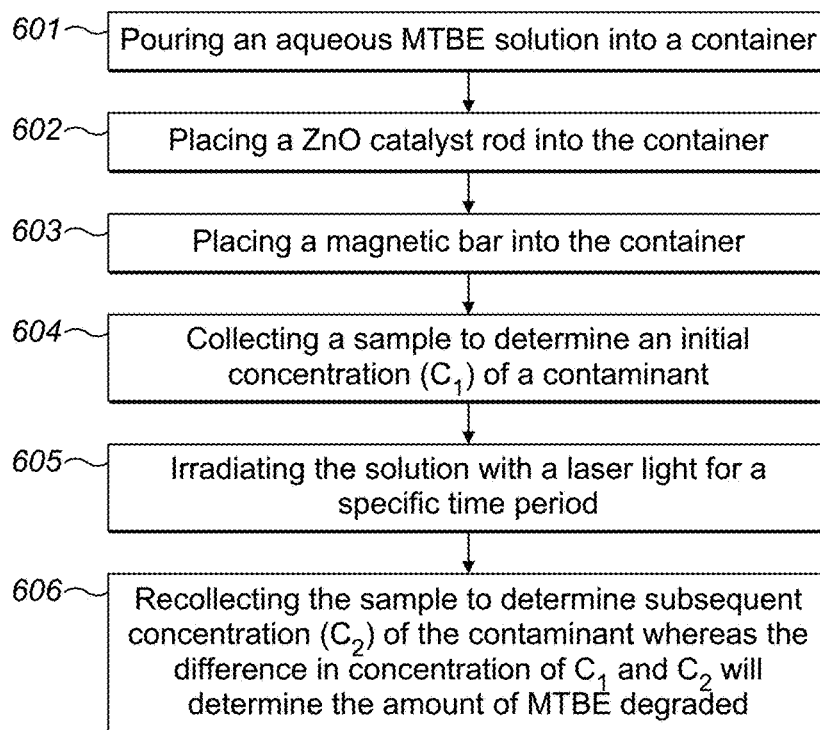 601
Pouring an aqueous MTBE solution into a container
602
Placing a ZnO catalyst rod into the container
603
Placing a magnetic bar into the container
604
Collecting a sample to determine an initial
concentration (C₁) of a contaminant
605
Irradiating the solution with a laser light for a
specific time period
606
Recollecting the sample to determine subsequent
concentration (C₂) of the contaminant whereas the
difference in concentration of C₁ and C₂ will
determine the amount of MTBE degraded